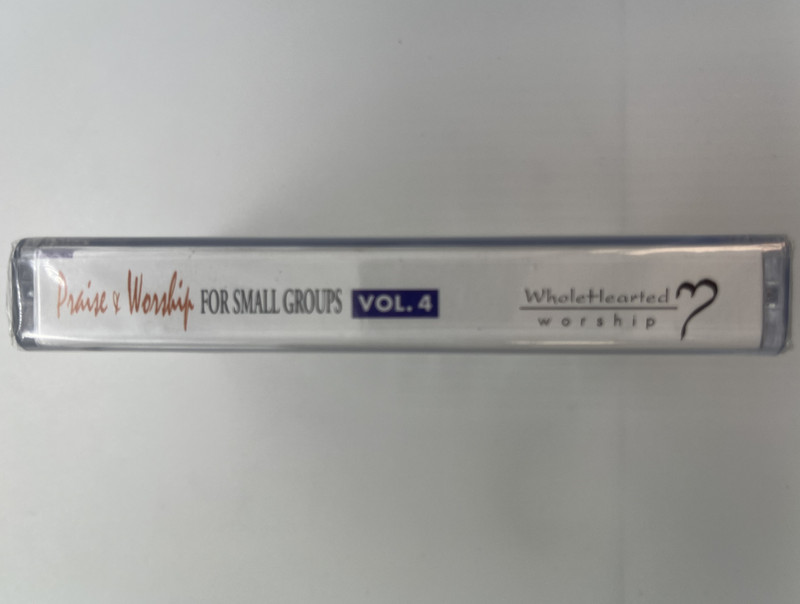 Praise & Worship FOR SMALL GROUPS VOL. 4
WholeHearted
worship